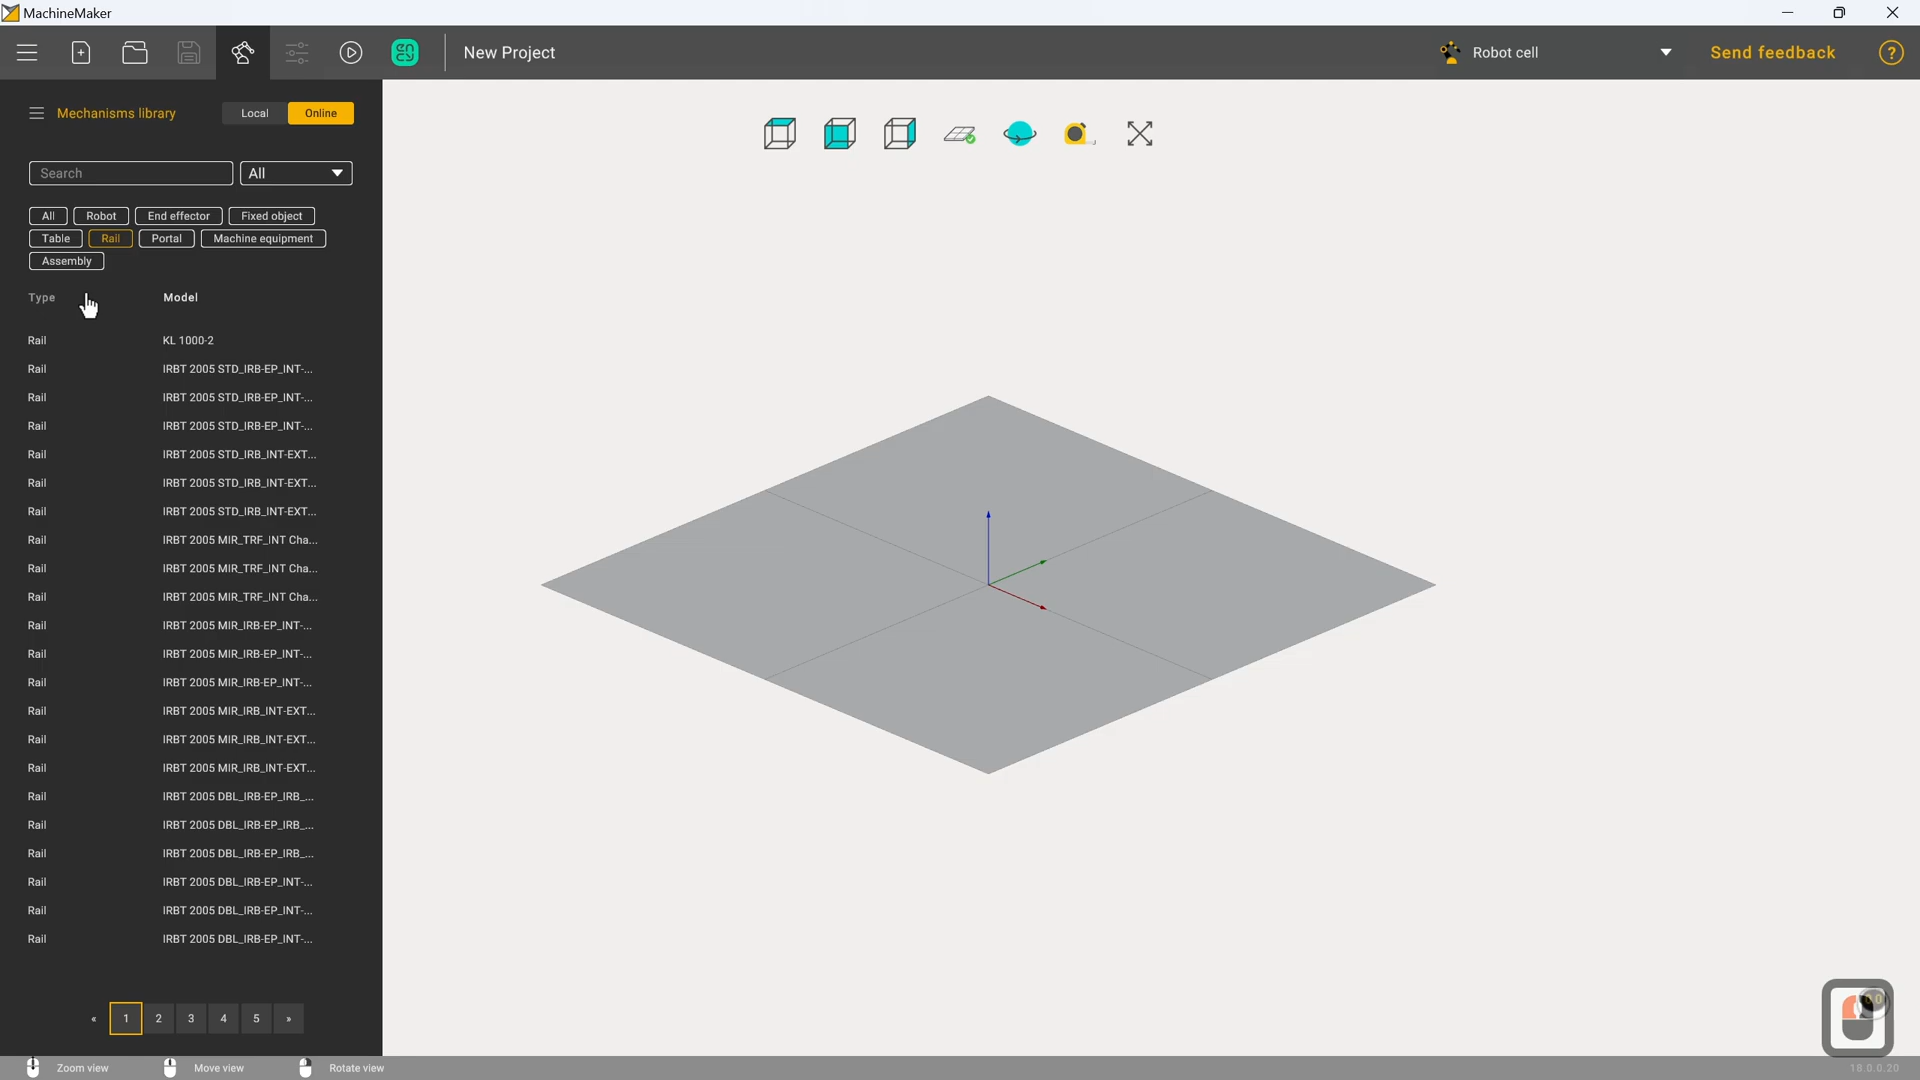 MachineMaker
New Project
Robot cell
Send feedback
?
Mechanisms library
Local
Online
Search
All
All
Robot
End effector
Fixed object
Table
Rail
Portal
Machine equipment
Assembly
Type Model
Rail KL 1000-2
Rail IRBT 2005 STD_IRB-EP_INT-...
Rail IRBT 2005 STD_IRB-EP_INT-...
Rail IRBT 2005 STD_IRB-EP_INT-...
Rail IRBT 2005 STD_IRB_INT-EXT...
Rail IRBT 2005 STD_IRB_INT-EXT...
Rail IRBT 2005 STD_IRB_INT-EXT...
Rail IRBT 2005 MIR_TRF_INT Cha...
Rail IRBT 2005 MIR_TRF_INT Cha...
Rail IRBT 2005 MIR_TRF_INT Cha...
Rail IRBT 2005 MIR_IRB-EP_INT-...
Rail IRBT 2005 MIR_IRB-EP_INT-...
Rail IRBT 2005 MIR_IRB-EP_INT-...
Rail IRBT 2005 MIR_IRB_INT-EXT...
Rail IRBT 2005 MIR_IRB_INT-EXT...
Rail IRBT 2005 MIR_IRB_INT-EXT...
Rail IRBT 2005 DBL_IRB-EP_IRB_...
Rail IRBT 2005 DBL_IRB-EP_IRB_...
Rail IRBT 2005 DBL_IRB-EP_IRB_...
Rail IRBT 2005 DBL_IRB-EP_INT-...
Rail IRBT 2005 DBL_IRB-EP_INT-...
Rail IRBT 2005 DBL_IRB-EP_INT-...
« 1 2 3 4 5 »
Zoom view
Move view
Rotate view
18.0.0.20